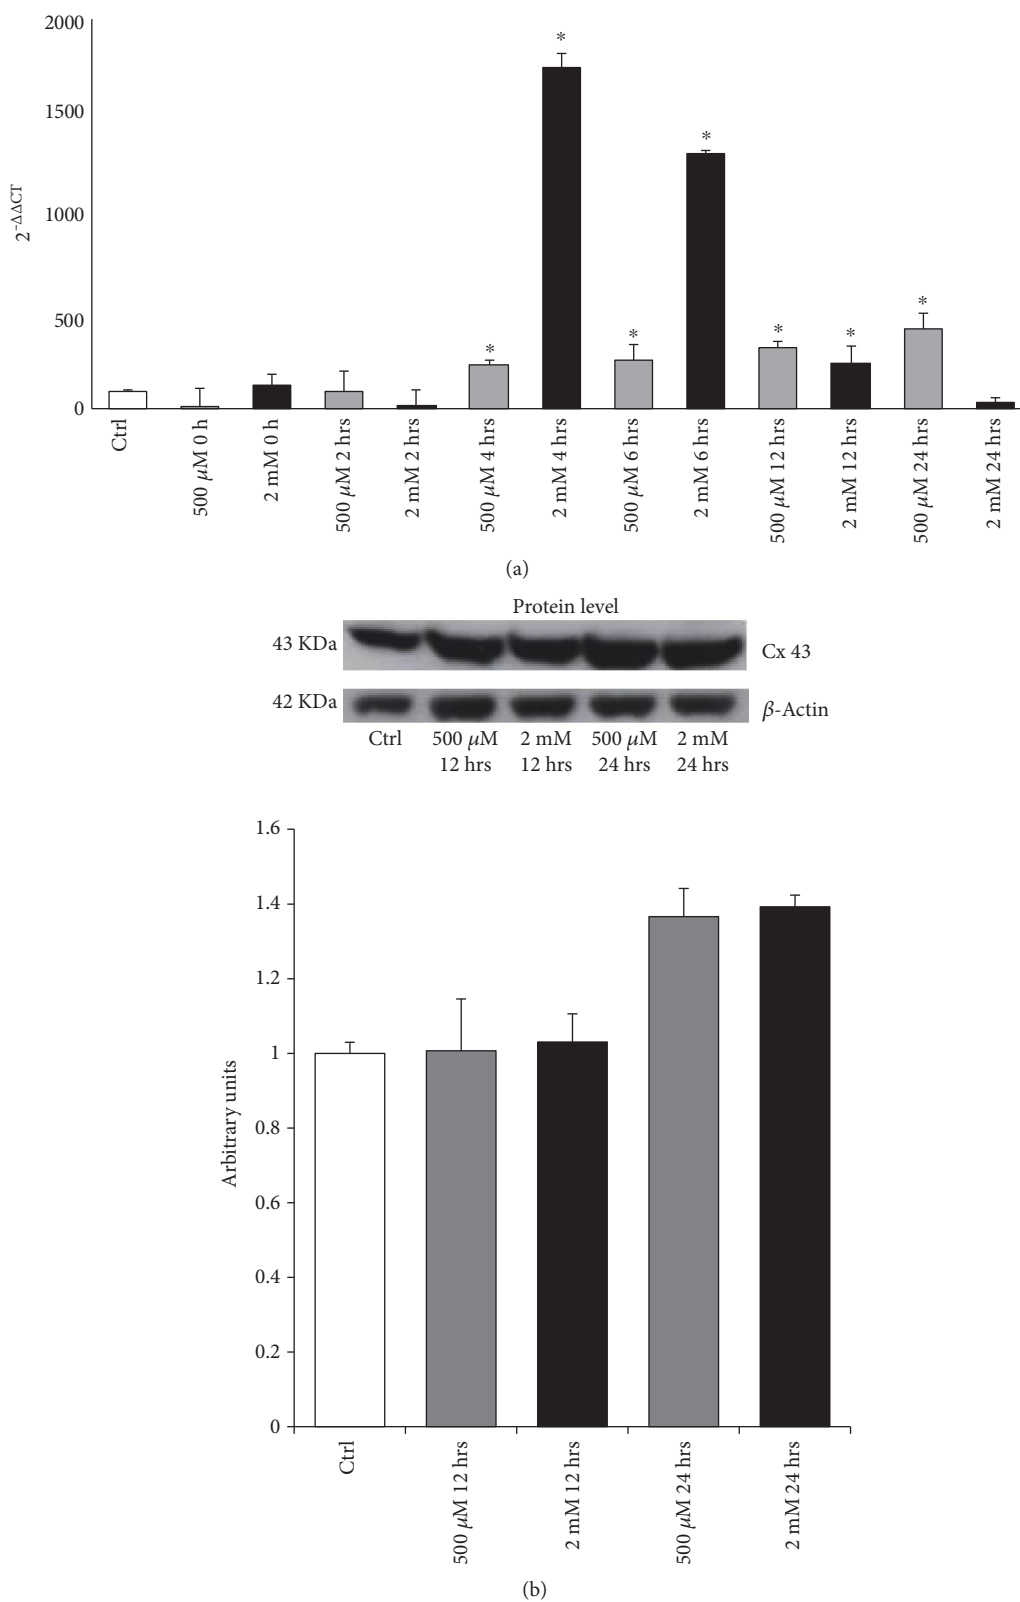 2000
1500
1000
500
0
2^-ΔΔCT
*
*
*
*
*
*
*
*
Ctrl
500 μM 0 h
2 mM 0 h
500 μM 2 hrs
2 mM 2 hrs
500 μM 4 hrs
2 mM 4 hrs
500 μM 6 hrs
2 mM 6 hrs
500 μM 12 hrs
2 mM 12 hrs
500 μM 24 hrs
2 mM 24 hrs
(a)
Protein level
43 KDa
Cx 43
42 KDa
β-Actin
Ctrl 500 μM 2 mM 500 μM 2 mM
12 hrs 12 hrs 24 hrs 24 hrs
1.6
1.4
1.2
1
0.8
0.6
0.4
0.2
0
Arbitrary units
Ctrl
500 μM 12 hrs
2 mM 12 hrs
500 μM 24 hrs
2 mM 24 hrs
(b)